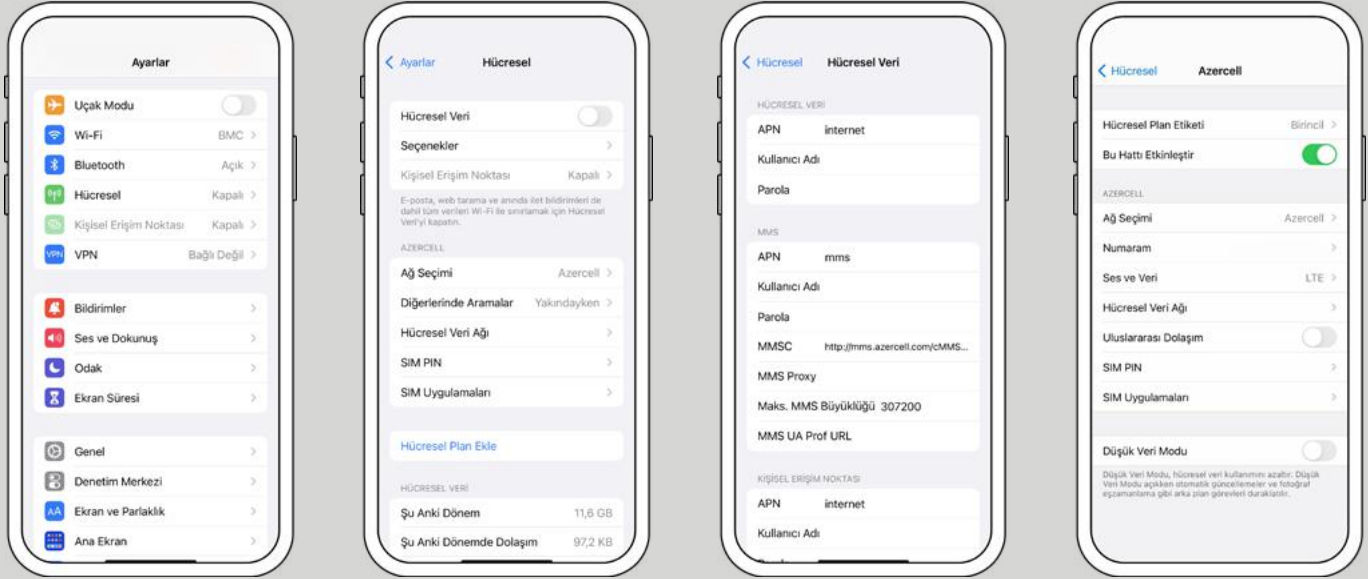 Ayarlar
Uçak Modu
Wi-Fi BMC
Bluetooth Açık
Hücresel Kapalı
Kişisel Erişim Noktası Kapalı
VPN VPN Bağlı Değil
Bildirimler
Ses ve Dokunuş
Odak
Ekran Süresi
Genel
Denetim Merkezi
AA Ekran ve Parlaklık
Ana Ekran
Ayarlar Hücresel
Hücresel Veri
Seçenekler
Kişisel Erişim Noktası Kapalı
E-posta, web tarama ve anında ilet bildirimleri de
dahil tüm verileri Wi-Fi ile sınırlamak için Hücresel
Veri'yi kapatın.
AZERCELL
Ağ Seçimi Azercell
Diğerlerinde Aramalar Yakındayken
Hücresel Veri Ağı
SIM PIN
SIM Uygulamaları
Hücresel Plan Ekle
HÜCRESEL VERİ
Şu Anki Dönem 11,6 GB
Şu Anki Dönemde Dolaşım 97,2 KB
Hücresel Hücresel Veri
HÜCRESEL VERİ
APN internet
Kullanıcı Adı
Parola
MMS
APN mms
Kullanıcı Adı
Parola
MMSC http://mms.azercell.com/cMMS...
MMS Proxy
Maks. MMS Büyüklüğü 307200
MMS UA Prof URL
KİŞİSEL ERİŞİM NOKTASI
APN internet
Kullanıcı Adı
Hücresel Azercell
Hücresel Plan Etiketi Birincil
Bu Hattı Etkinleştir
AZERCELL
Ağ Seçimi Azercell
Numaram
Ses ve Veri LTE
Hücresel Veri Ağı
Uluslararası Dolaşım
SIM PIN
SIM Uygulamaları
Düşük Veri Modu
Düşük Veri Modu, hücresel veri kullanımını azaltır. Düşük
Veri Modu açıkken otomatik güncellemeler ve fotoğraf
eşzamanlama gibi arka plan görevleri duraklatılır.